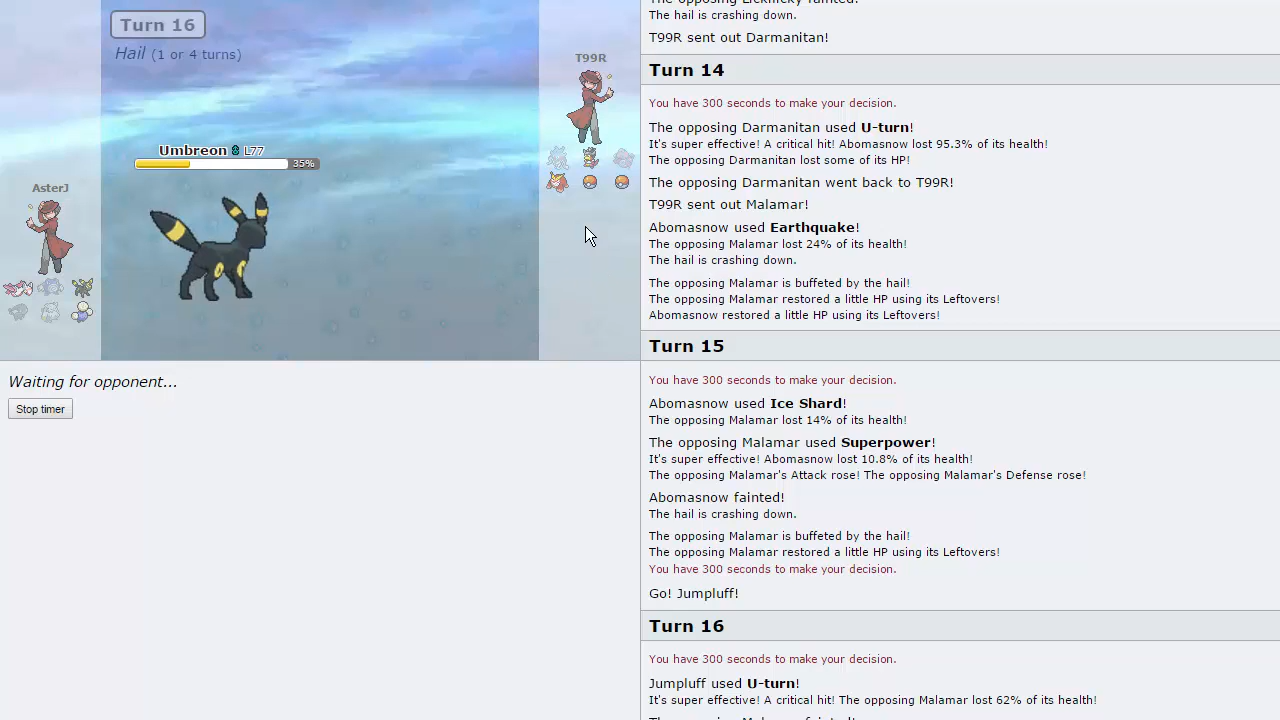 Turn 16
Hail (1 or 4 turns)
T99R
Umbreon L77
35%
AsterJ
Waiting for opponent...
Stop timer
The hail is crashing down.
T99R sent out Darmanitan!
Turn 14
You have 300 seconds to make your decision.
The opposing Darmanitan used U-turn!
It's super effective! A critical hit! Abomasnow lost 95.3% of its health!
The opposing Darmanitan lost some of its HP!
The opposing Darmanitan went back to T99R!
T99R sent out Malamar!
Abomasnow used Earthquake!
The opposing Malamar lost 24% of its health!
The hail is crashing down.
The opposing Malamar is buffeted by the hail!
The opposing Malamar restored a little HP using its Leftovers!
Abomasnow restored a little HP using its Leftovers!
Turn 15
You have 300 seconds to make your decision.
Abomasnow used Ice Shard!
The opposing Malamar lost 14% of its health!
The opposing Malamar used Superpower!
It's super effective! Abomasnow lost 10.8% of its health!
The opposing Malamar's Attack rose! The opposing Malamar's Defense rose!
Abomasnow fainted!
The hail is crashing down.
The opposing Malamar is buffeted by the hail!
The opposing Malamar restored a little HP using its Leftovers!
You have 300 seconds to make your decision.
Go! Jumpluff!
Turn 16
You have 300 seconds to make your decision.
Jumpluff used U-turn!
It's super effective! A critical hit! The opposing Malamar lost 62% of its health!